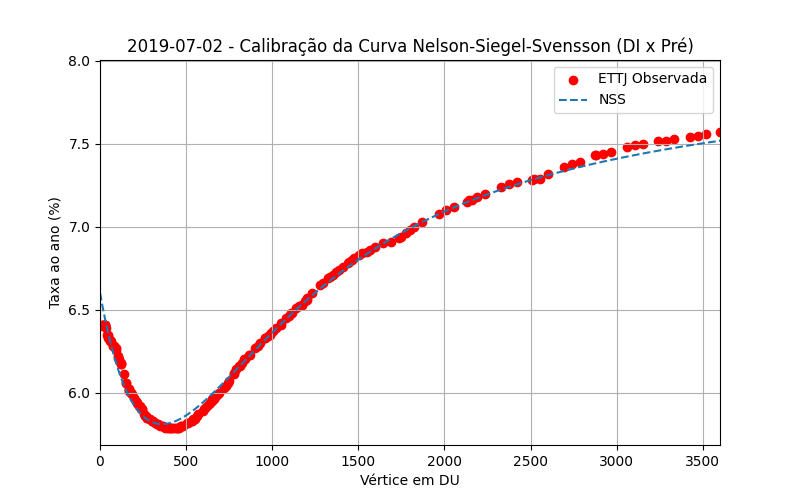 2019-07-02 - Calibração da Curva Nelson-Siegel-Svensson (DI x Pré)
8.0
ETTJ Observada
NSS
7.5
7.0
Taxa ao ano (%)
6.5
6.0
0 500 1000 1500 2000 2500 3000 3500
Vértice em DU